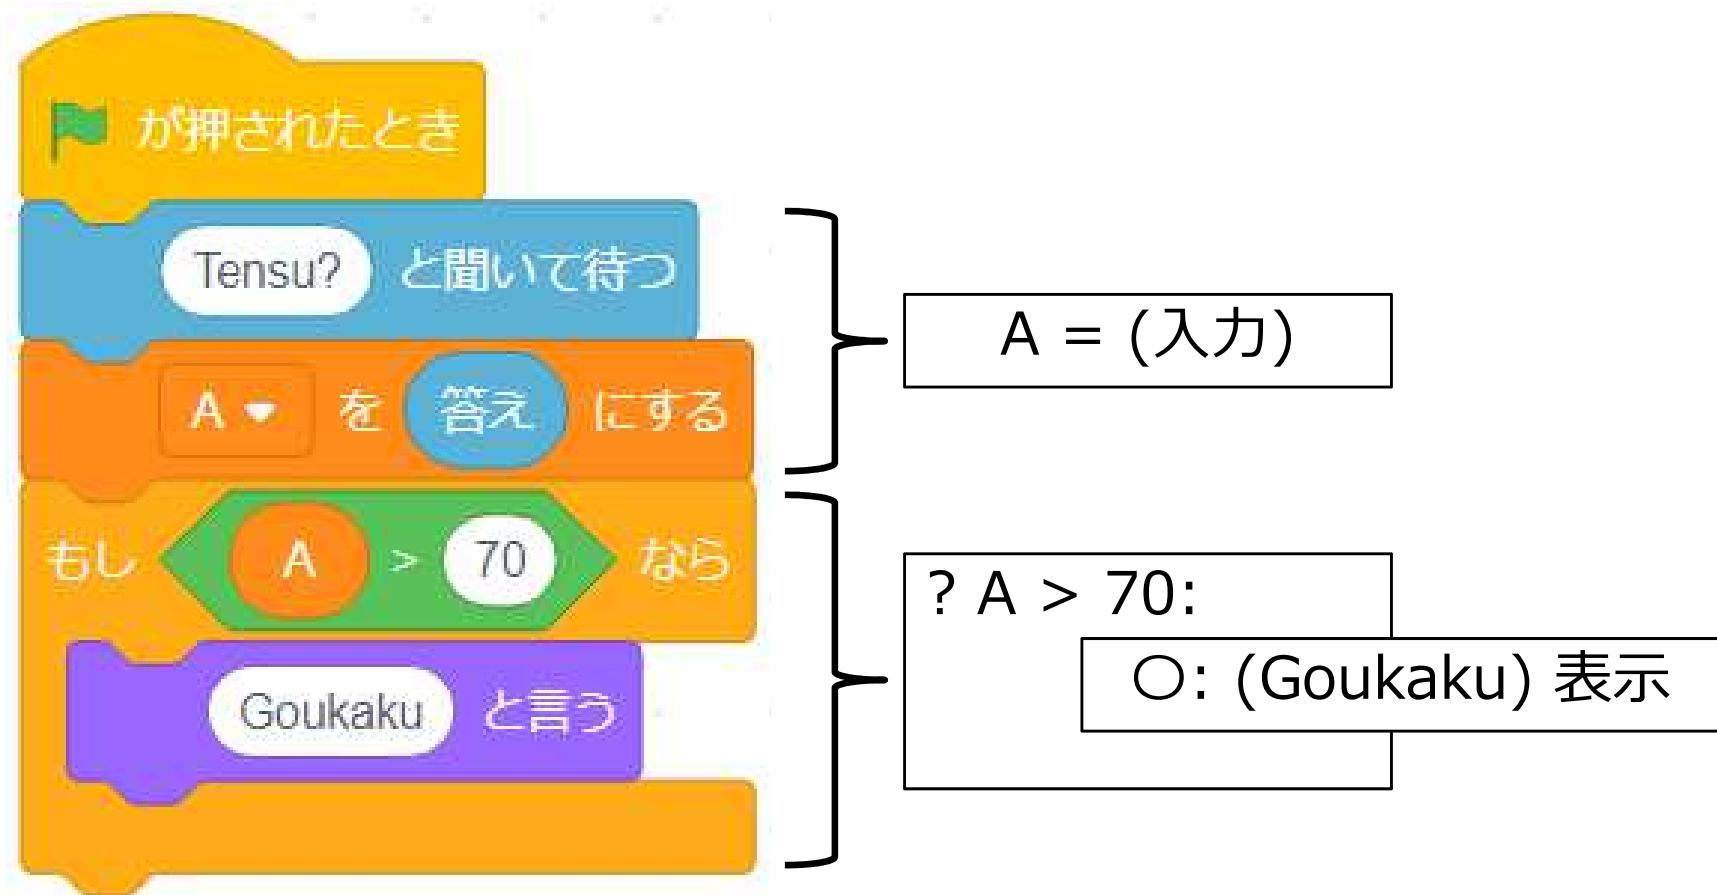 が押されたとき
Tensu? と聞いて待つ
A を 答え にする
もし A > 70 なら
Goukaku と言う
A = (入力)
? A > 70:
〇: (Goukaku) 表示